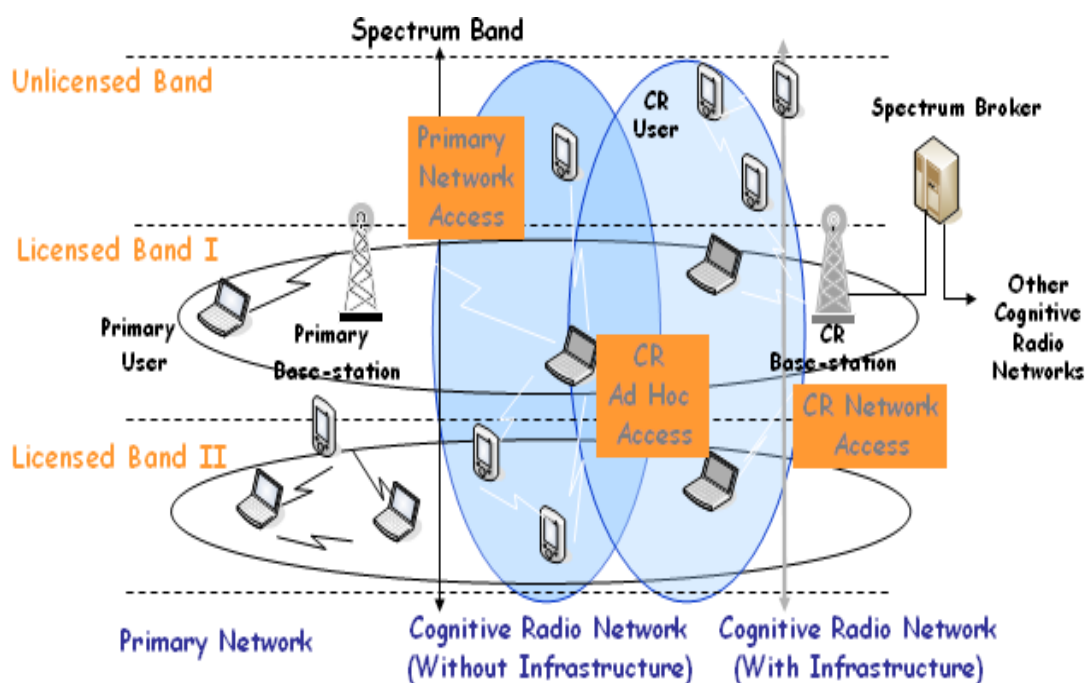 Spectrum Band
Unlicensed Band
CR
User
Spectrum Broker
Primary
Network
Access
Licensed Band I
Primary
User
Primary
Base-station
CR
Base-station
Other
Cognitive
Radio
Networks
CR
Ad Hoc
Access
CR Network
Access
Licensed Band II
Primary Network
Cognitive Radio Network
(Without Infrastructure)
Cognitive Radio Network
(With Infrastructure)